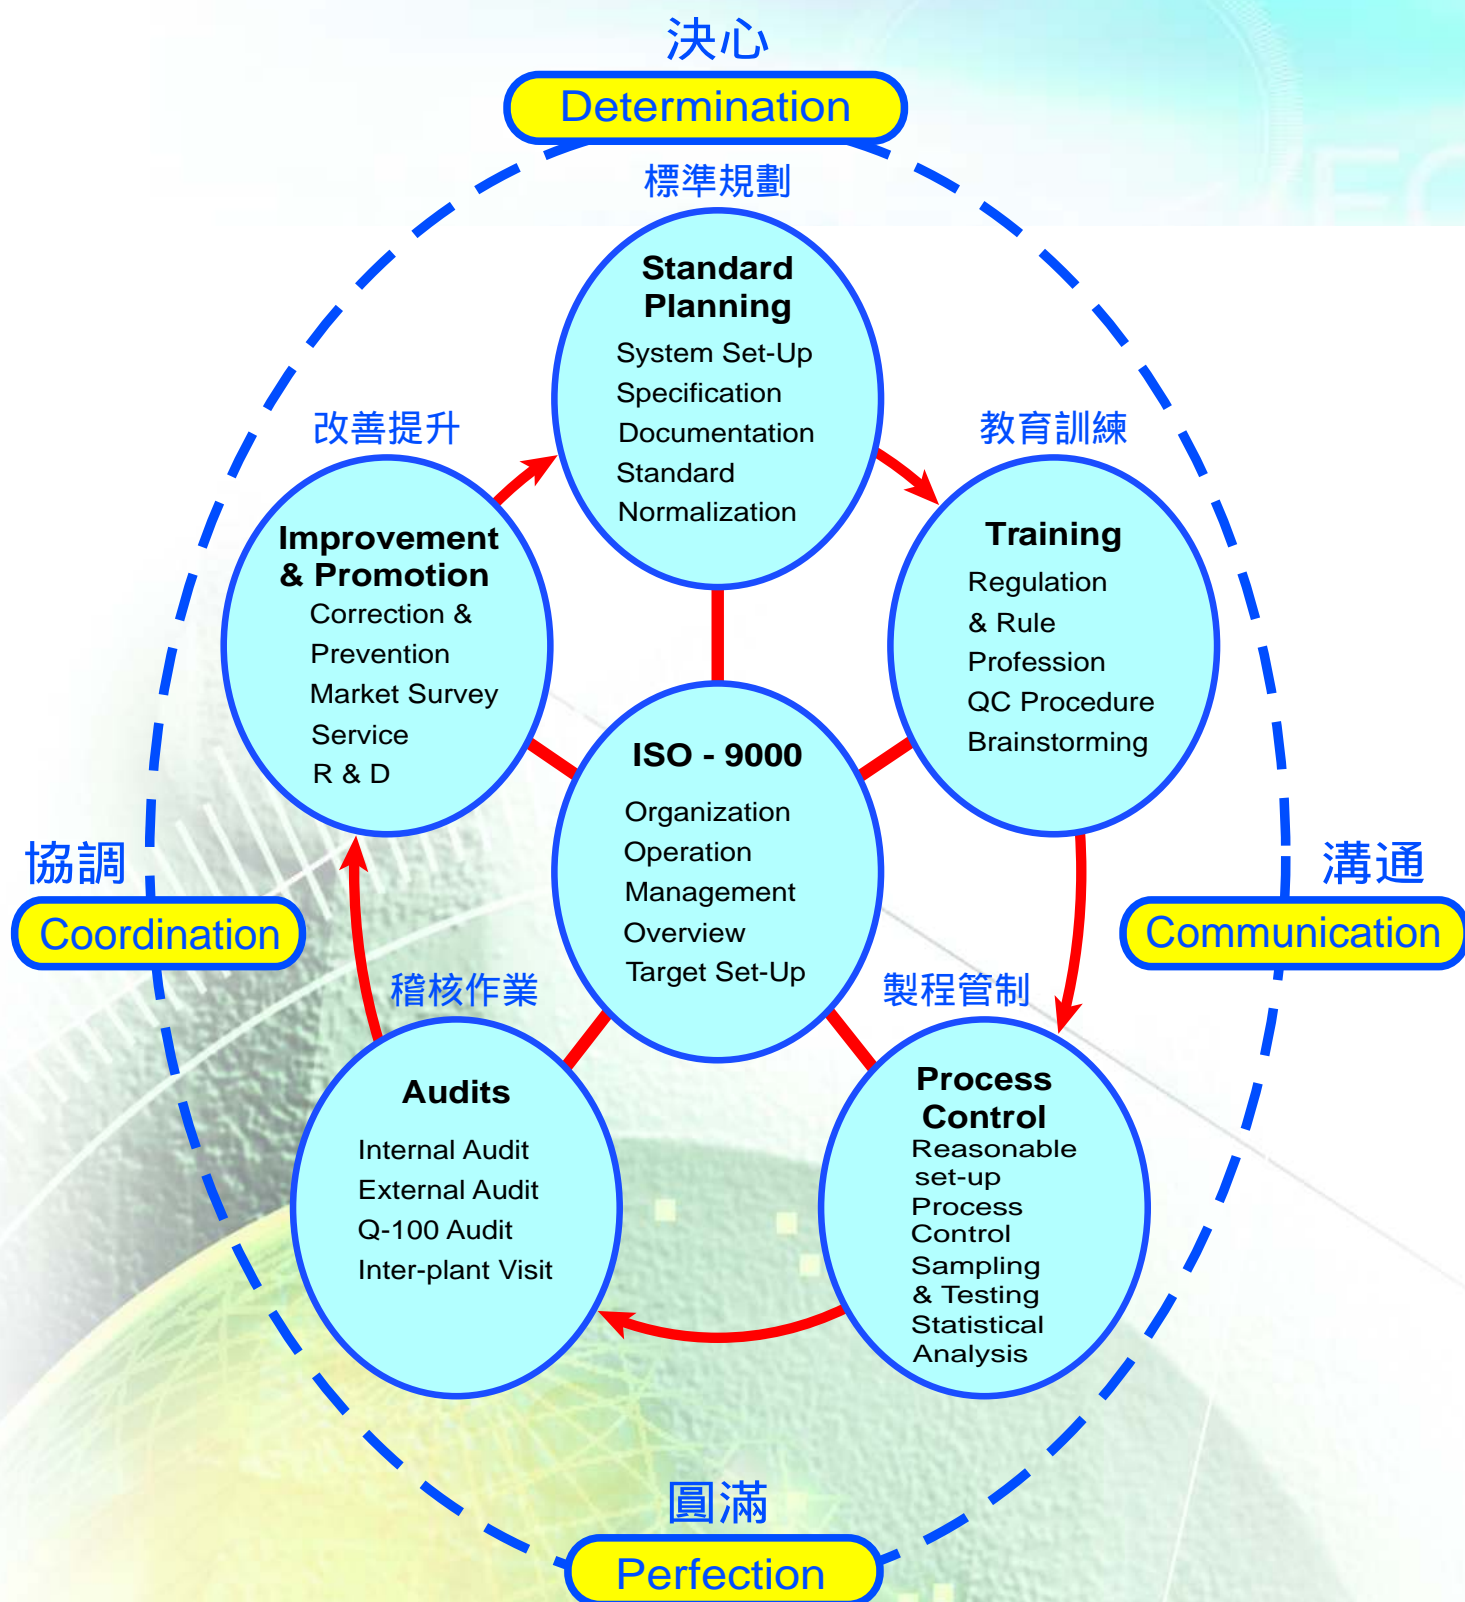 決心
Determination
標準規劃
Standard
Planning
System Set-Up
Specification
Documentation
Standard
Normalization
改善提升
Improvement
& Promotion
Correction &
Prevention
Market Survey
Service
R & D
教育訓練
Training
Regulation
& Rule
Profession
QC Procedure
Brainstorming
ISO - 9000
Organization
Operation
Management
Overview
Target Set-Up
協調
Coordination
溝通
Communication
稽核作業
Audits
Internal Audit
External Audit
Q-100 Audit
Inter-plant Visit
製程管制
Process
Control
Reasonable
set-up
Process
Control
Sampling
& Testing
Statistical
Analysis
圓滿
Perfection